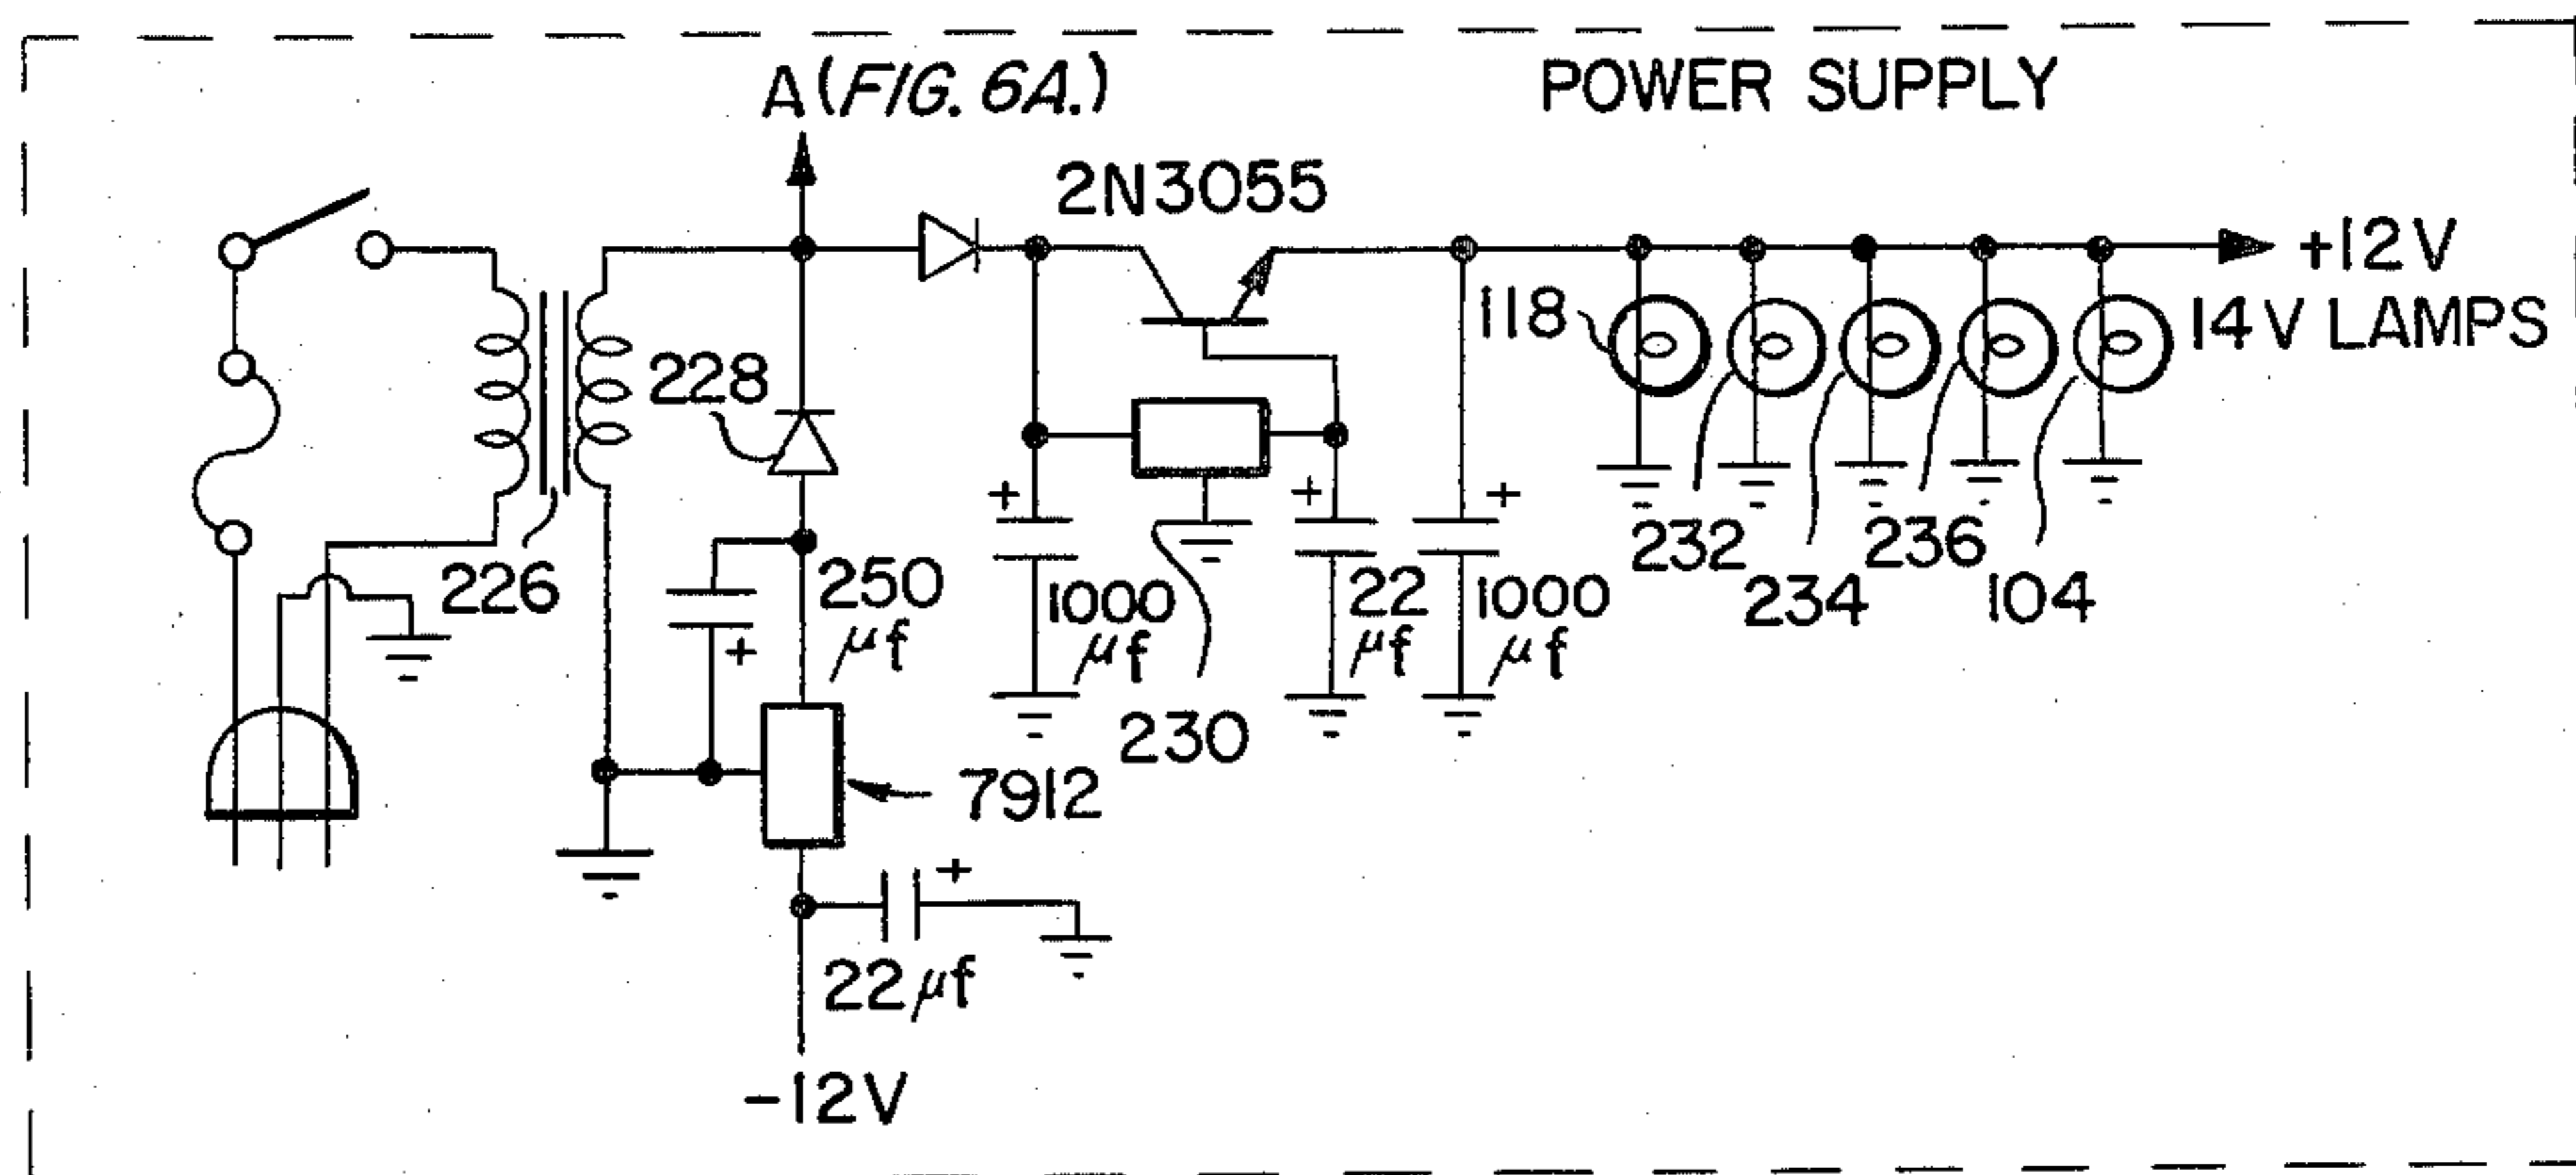 A (FIG. 6A.)
POWER SUPPLY
2N3055
+12V
118
14V LAMPS
228
+
+
+
232
236
226
250
μf
1000
μf
22
μf
1000
μf
234
104
+
230
7912
+
22μf
-12V